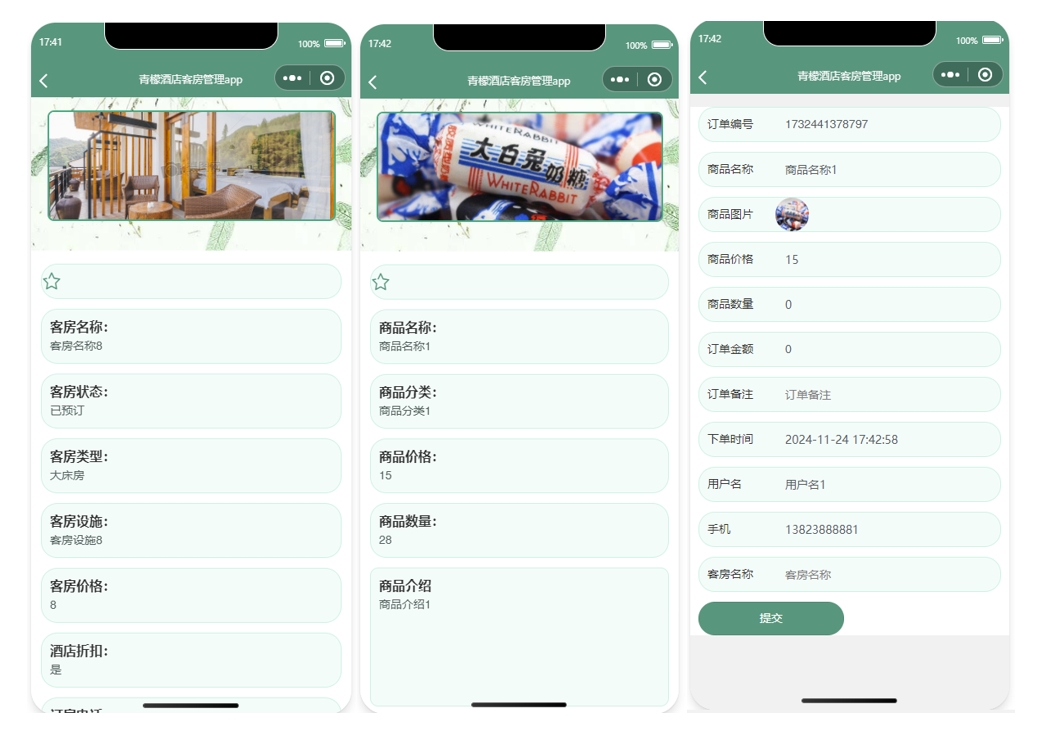 17:41
100%
青檬酒店客房管理app
客房名称：
客房名称8
客房状态：
已预订
客房类型：
大床房
客房设施：
客房设施8
客房价格：
8
酒店折扣：
是
订房电话
17:42
100%
青檬酒店客房管理app
WHITE RABBIT
大白兔
奶糖
WHITE RABBIT
商品名称：
商品名称1
商品分类：
商品分类1
商品价格：
15
商品数量：
28
商品介绍
商品介绍1
17:42
100%
青檬酒店客房管理app
订单编号 1732441378797
商品名称 商品名称1
商品图片
商品价格 15
商品数量 0
订单金额 0
订单备注 订单备注
下单时间 2024-11-24 17:42:58
用户名 用户名1
手机 13823888881
客房名称 客房名称
提交